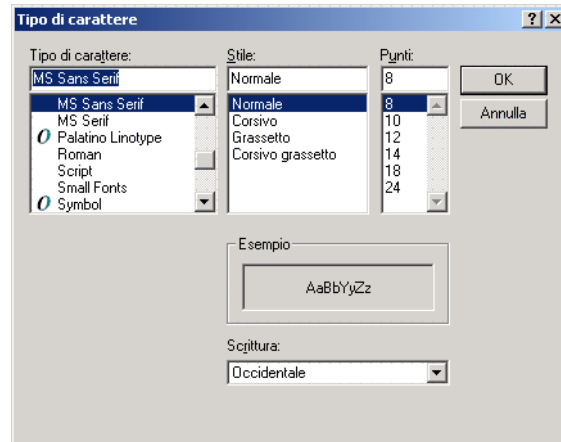 Tipo di carattere
Tipo di carattere:
MS Sans Serif
MS Sans Serif
MS Serif
Palatino Linotype
Roman
Script
Small Fonts
Symbol
Stile:
Normale
Normale
Corsivo
Grassetto
Corsivo grassetto
Punti:
8
8
10
12
14
18
24
OK
Annulla
Esempio
AaBbYyZz
Scrittura:
Occidentale